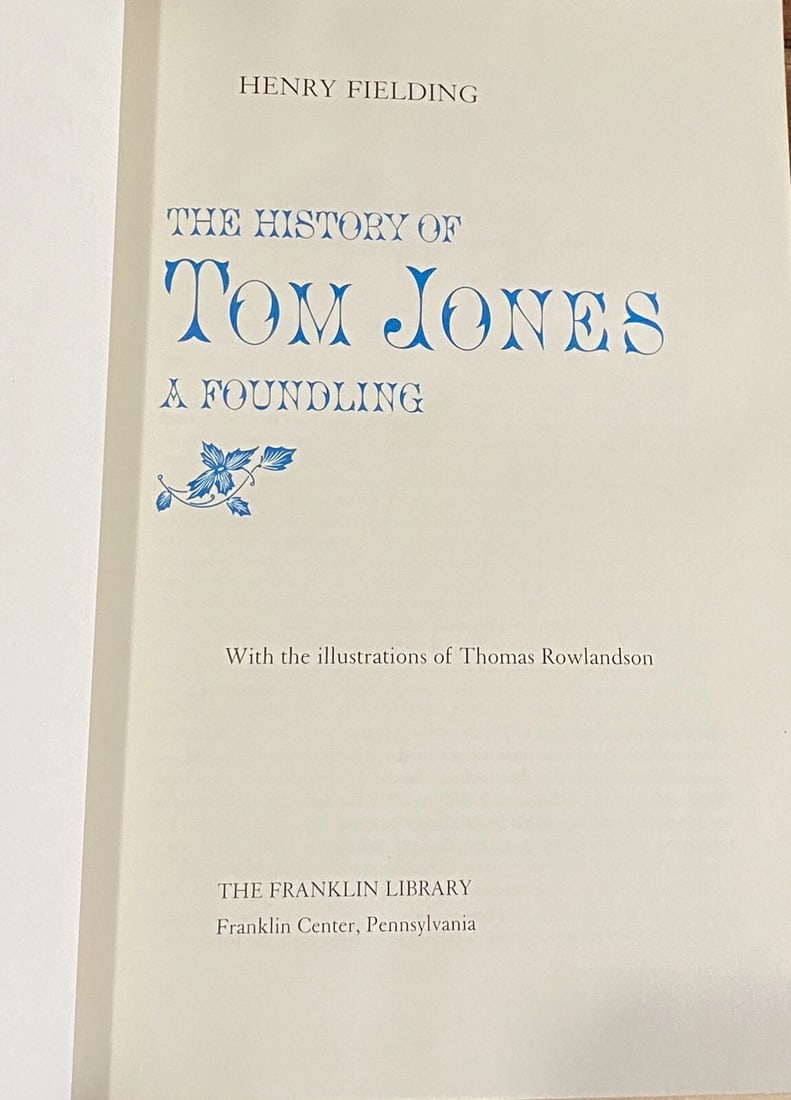 HENRY FIELDING
THE HISTORY OF
TOM JONES
A FOUNDLING
With the illustrations of Thomas Rowlandson
THE FRANKLIN LIBRARY
Franklin Center, Pennsylvania